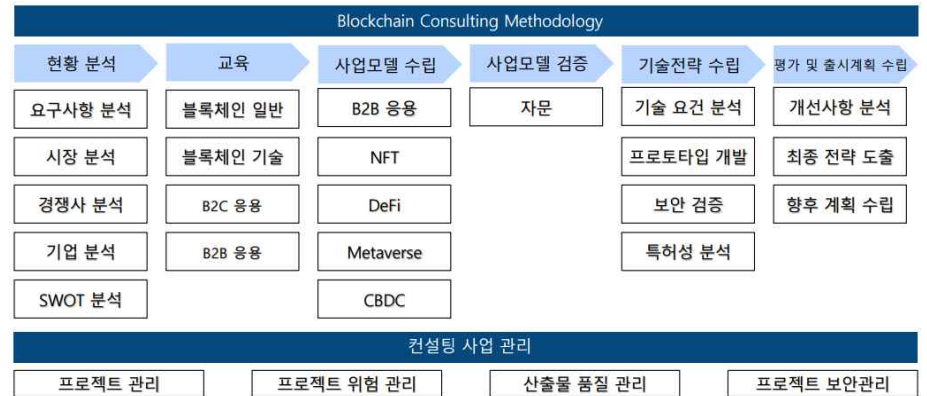 Blockchain Consulting Methodology
현황 분석
교육
사업모델 수립
사업모델 검증
기술전략 수립
평가 및 출시계획 수립
요구사항 분석
블록체인 일반
B2B 응용
자문
기술 요건 분석
개선사항 분석
시장 분석
블록체인 기술
NFT
프로토타입 개발
최종 전략 도출
경쟁사 분석
B2C 응용
DeFi
보안 검증
향후 계획 수립
기업 분석
B2B 응용
Metaverse
특허성 분석
SWOT 분석
CBDC
컨설팅 사업 관리
프로젝트 관리
프로젝트 위험 관리
산출물 품질 관리
프로젝트 보안관리